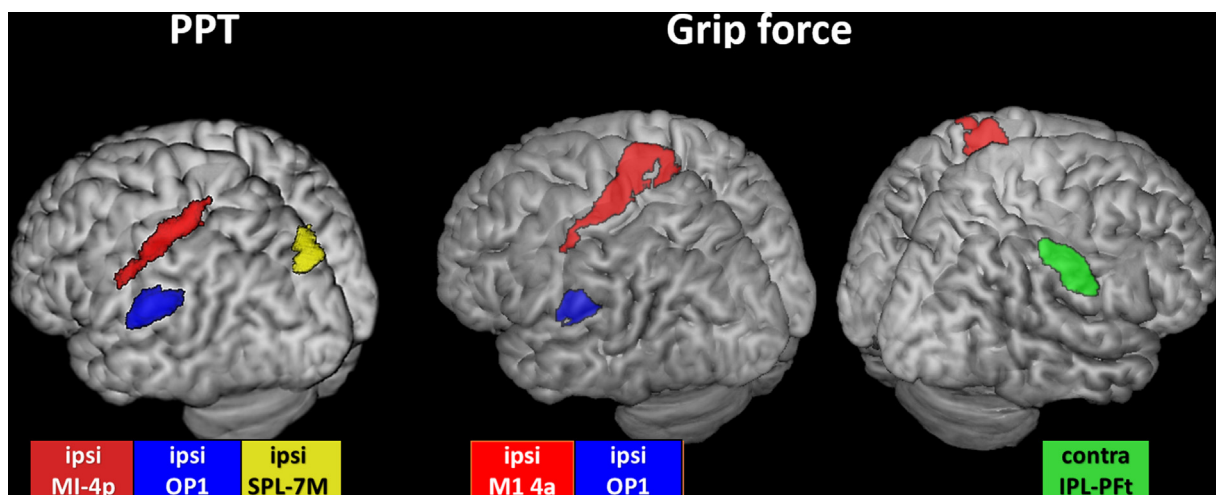 PPT
Grip force
ipsi
MI-4p
ipsi
OP1
ipsi
SPL-7M
ipsi
M1 4a
ipsi
OP1
contra
IPL-PFt